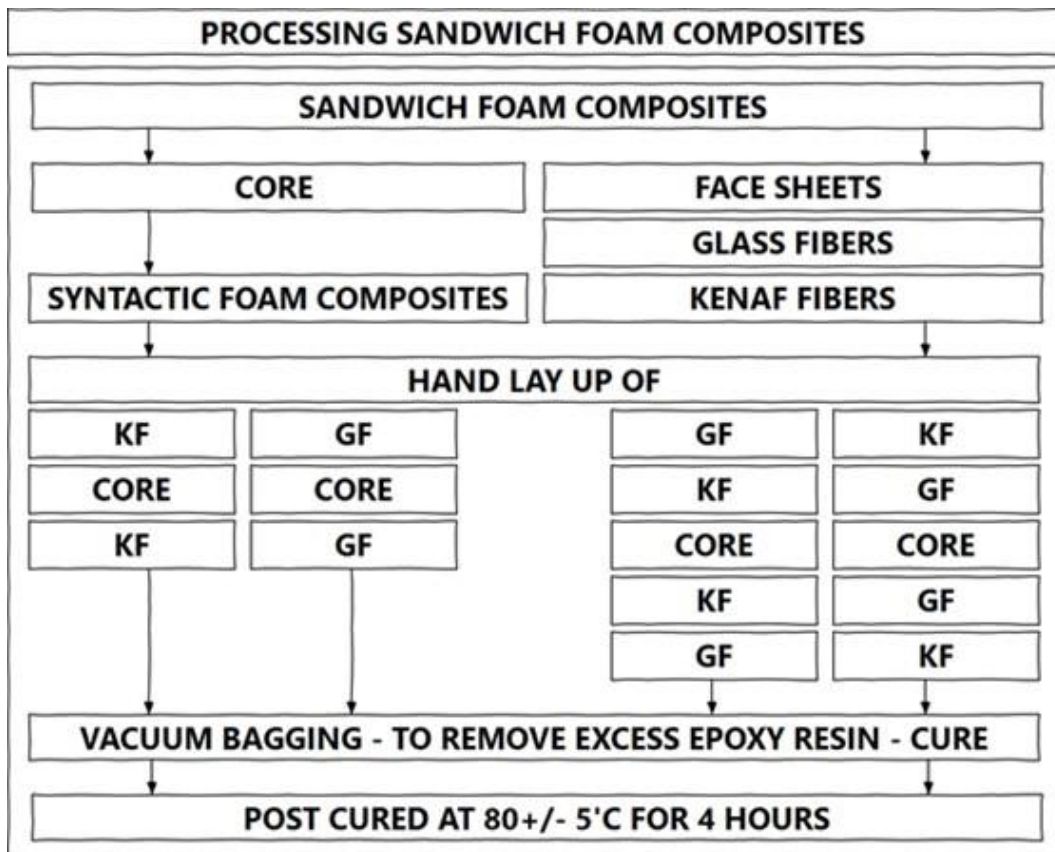 PROCESSING SANDWICH FOAM COMPOSITES
SANDWICH FOAM COMPOSITES
CORE
FACE SHEETS
GLASS FIBERS
SYNTACTIC FOAM COMPOSITES
KENAF FIBERS
HAND LAY UP OF
KF
GF
GF
KF
CORE
CORE
KF
GF
KF
GF
CORE
CORE
KF
GF
GF
KF
VACUUM BAGGING - TO REMOVE EXCESS EPOXY RESIN - CURE
POST CURED AT 80+/- 5'C FOR 4 HOURS